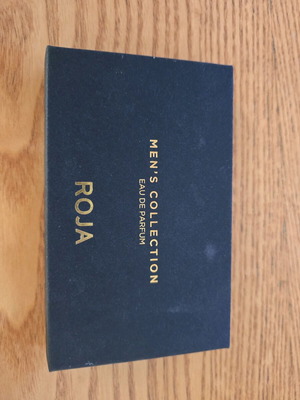 MEN'S COLLECTION
EAU DE PARFUM
ROJA